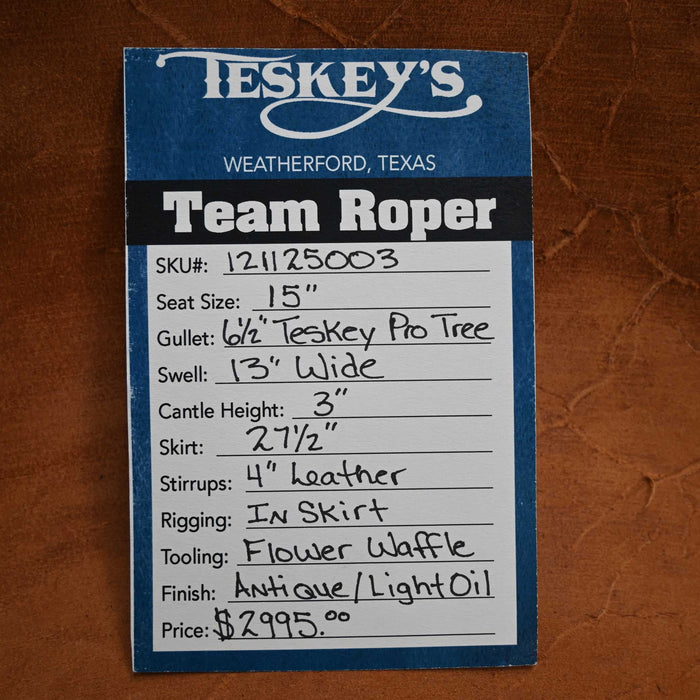 TESKEY'S
WEATHERFORD, TEXAS
Team Roper
SKU#: 121125003
Seat Size: 15"
Gullet: 6½" Teskey Pro Tree
Swell: 13" Wide
Cantle Height: 3"
Skirt: 27½"
Stirrups: 4" Leather
Rigging: In Skirt
Tooling: Flower Waffle
Finish: Antique/Light Oil
Price: $2995.00